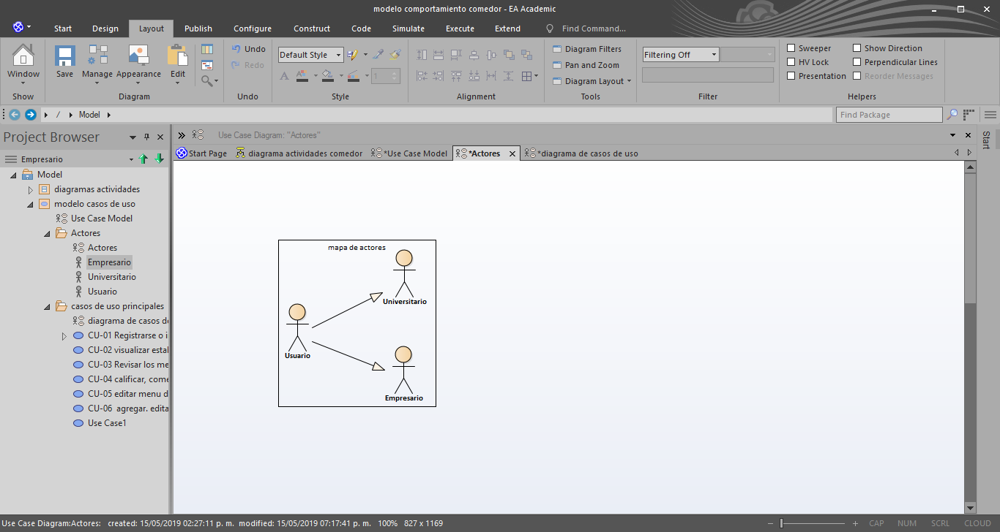 modelo comportamiento comedor - EA Academic
Start Design Layout Publish Configure Construct Code Simulate Execute Extend Find Command...
Window Save Manage Appearance Edit
Undo
Redo
Default Style
1
Diagram Filters
Pan and Zoom
Diagram Layout
Filtering Off
Sweeper Show Direction
HV Lock Perpendicular Lines
Presentation Reorder Messages
Show Diagram Undo Style Alignment Tools Filter Helpers
/ Model Find Package
Project Browser
Use Case Diagram: "Actores"
Start
Empresario
Start Page diagrama actividades comedor *Use Case Model *Actores *diagrama de casos de uso
Model
diagramas actividades
modelo casos de uso
Use Case Model
Actores
Actores
Empresario
Universitario
Usuario
casos de uso principales
diagrama de casos de
CU-01 Registrarse o i
CU-02 visualizar estal
CU-03 Revisar los me
CU-04 calificar, come
CU-05 editar menu d
CU-06 agregar. edita
Use Case1
mapa de actores
Universitario
Usuario
Empresario
Use Case Diagram:Actores: created: 15/05/2019 02:27:11 p. m. modified: 15/05/2019 07:17:41 p. m. 100% 827 x 1169 CAP NUM SCRL CLOUD